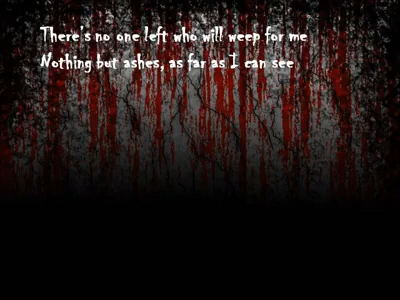 There's no one left who will weep for me
Nothing but ashes, as far as I can see